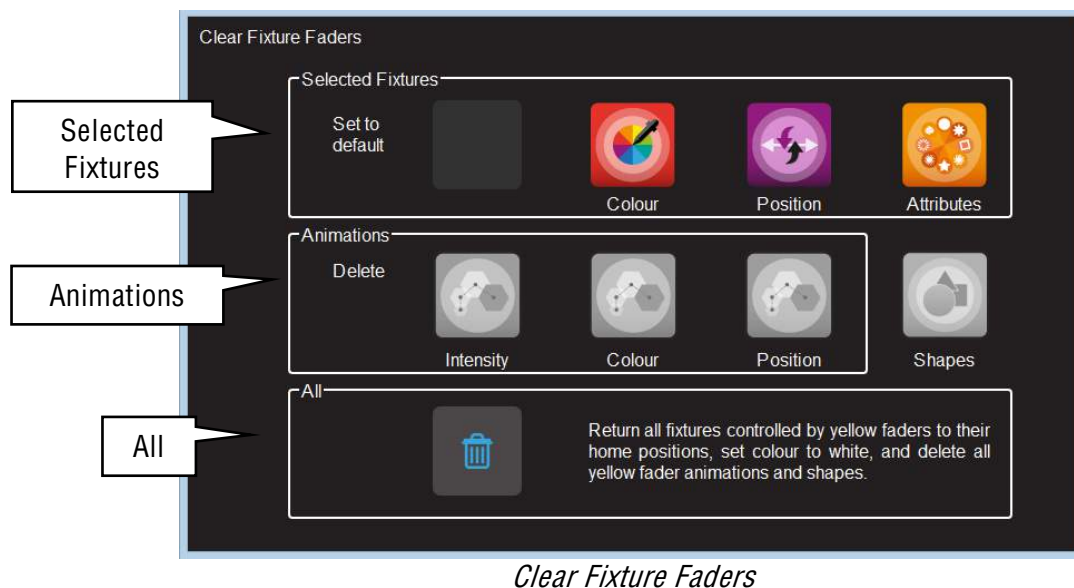 Clear Fixture Faders
Selected Fixtures
Selected
Fixtures
Set to
default
Colour Position Attributes
Animations
Delete
Animations
Intensity Colour Position Shapes
All
All
Return all fixtures controlled by yellow faders to their
home positions, set colour to white, and delete all
yellow fader animations and shapes.
Clear Fixture Faders